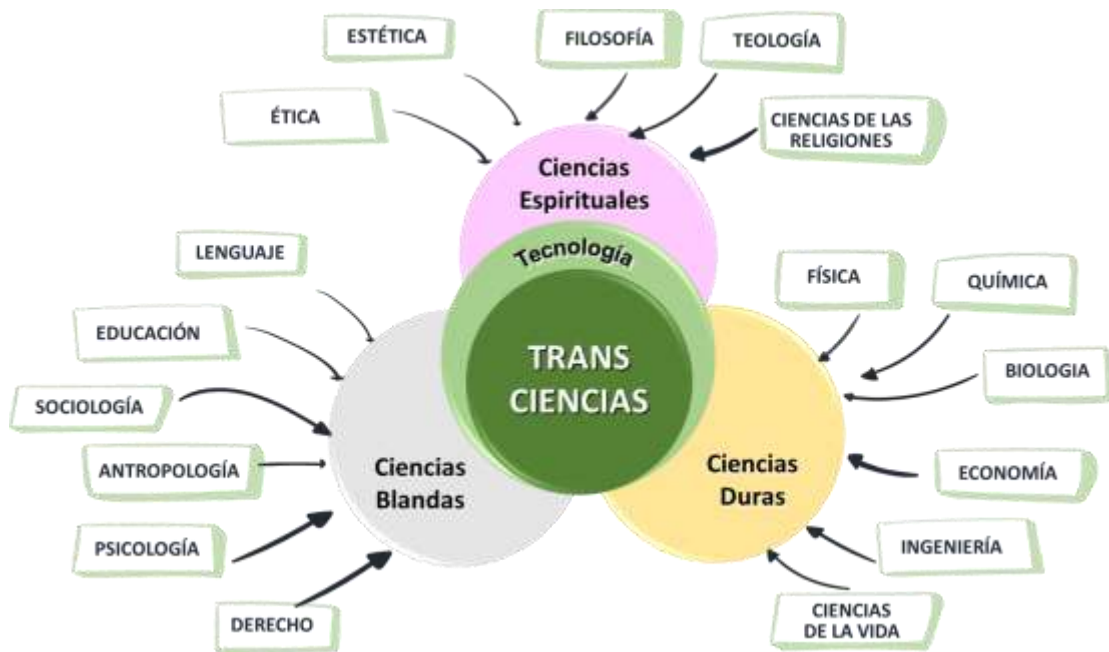 ESTÉTICA
FILOSOFÍA
TEOLOGÍA
ÉTICA
CIENCIAS DE LAS
RELIGIONES
Ciencias
Espirituales
LENGUAJE
Tecnología
FÍSICA
QUÍMICA
EDUCACIÓN
TRANS
CIENCIAS
BIOLOGIA
SOCIOLOGÍA
ANTROPOLOGÍA
Ciencias
Blandas
Ciencias
Duras
ECONOMÍA
PSICOLOGÍA
INGENIERÍA
DERECHO
CIENCIAS
DE LA VIDA